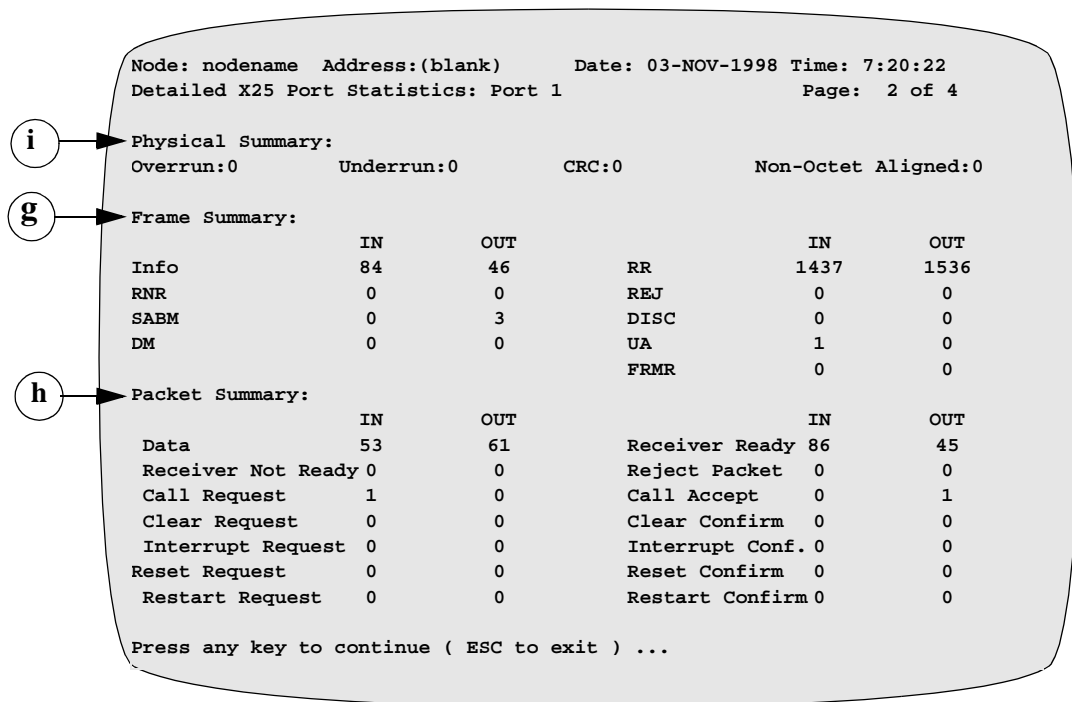 Node: nodename Address:(blank) Date: 03-NOV-1998 Time: 7:20:22
Detailed X25 Port Statistics: Port 1 Page: 2 of 4
i Physical Summary:
Overrun:0 Underrun:0 CRC:0 Non-Octet Aligned:0
g Frame Summary:
IN OUT IN OUT
Info 84 46 RR 1437 1536
RNR 0 0 REJ 0 0
SABM 0 3 DISC 0 0
DM 0 0 UA 1 0
FRMR 0 0
h Packet Summary:
IN OUT IN OUT
Data 53 61 Receiver Ready 86 45
Receiver Not Ready 0 0 Reject Packet 0 0
Call Request 1 0 Call Accept 0 1
Clear Request 0 0 Clear Confirm 0 0
Interrupt Request 0 0 Interrupt Conf. 0 0
Reset Request 0 0 Reset Confirm 0 0
Restart Request 0 0 Restart Confirm 0 0
Press any key to continue ( ESC to exit ) ...